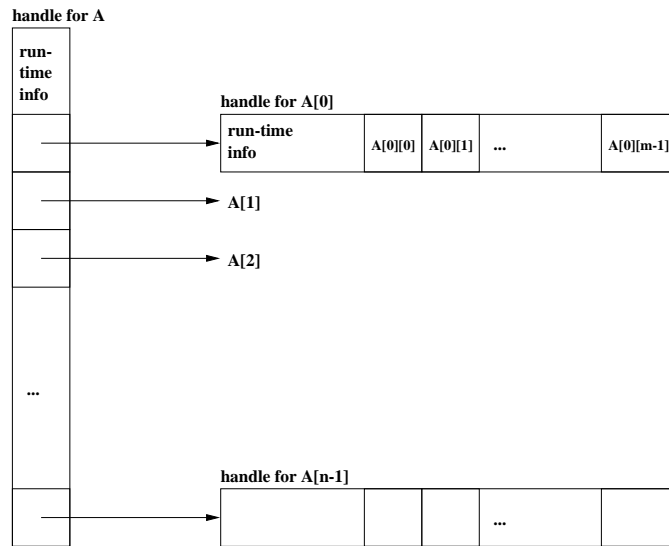 handle for A
run-
time
info
handle for A[0]
run-time
info
A[0][0]
A[0][1]
...
A[0][m-1]
A[1]
A[2]
...
handle for A[n-1]
...